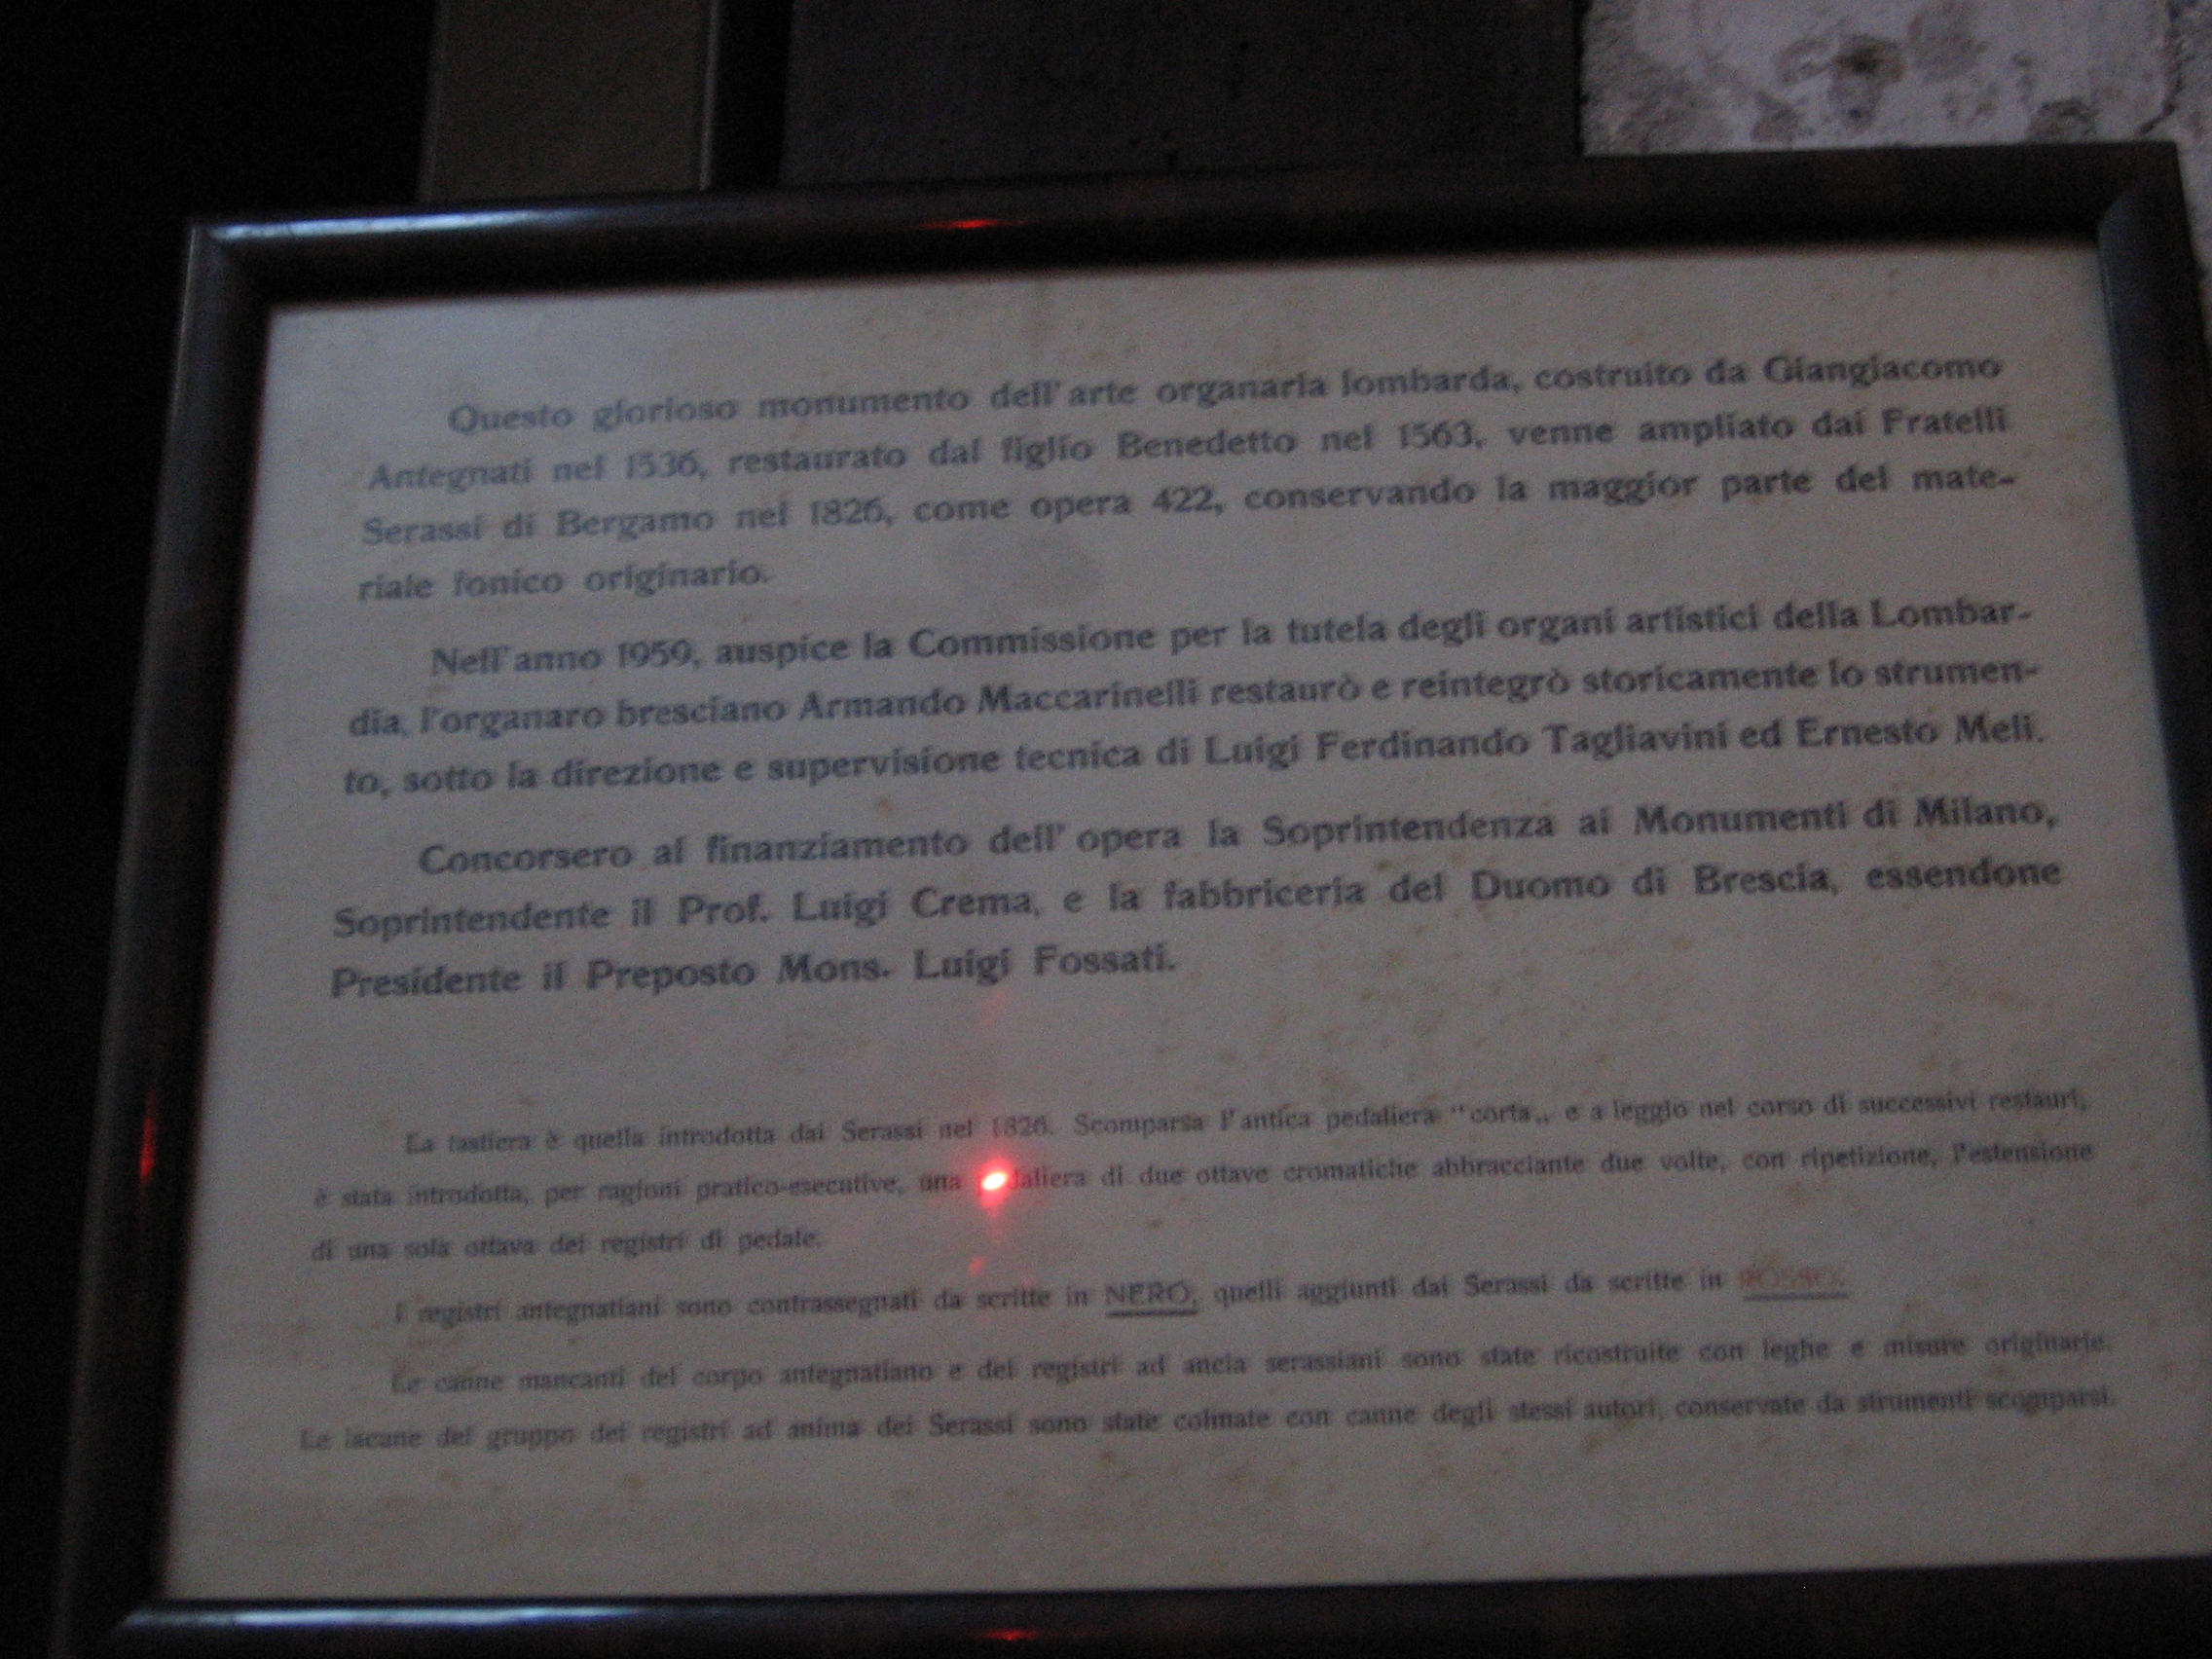 Questo glorioso monumento dell'arte organaria lombarda, costruito da Giangiacomo
Antegnati nel 1536, restaurato dal figlio Benedetto nel 1563, venne ampliato dai Fratelli
Serassi di Bergamo nel 1826, come opera 422, conservando la maggior parte del mate-
riale fonico originario.
Nell'anno 1959, auspice la Commissione per la tutela degli organi artistici della Lombar-
dia, l'organaro bresciano Armando Maccarinelli restaurò e reintegrò storicamente lo strumen-
to, sotto la direzione e supervisione tecnica di Luigi Ferdinando Tagliavini ed Ernesto Meli.
Concorsero al finanziamento dell'opera la Soprintendenza ai Monumenti di Milano,
Soprintendente il Prof. Luigi Crema, e la fabbriceria del Duomo di Brescia, essendone
Presidente il Preposto Mons. Luigi Fossati.
La tastiera è quella introdotta dai Serassi nel 1826. Scomparsa l'antica pedaliera "corta„ e a leggio nel corso di successivi restauri,
è stata introdotta, per ragioni pratico-esecutive, una daliera di due ottave cromatiche abbracciante due volte, con ripetizione, l'estensione
di una sola ottava dei registri di pedale.
I registri antegnatiani sono contrassegnati da scritte in NERO, quelli aggiunti dai Serassi da scritte in ROSSO.
Le canne mancanti del corpo antegnatiano e dei registri ad ancia serassiani sono state ricostruite con leghe e misure originarie.
Le lacune del gruppo dei registri ad anima dei Serassi sono state colmate con canne degli stessi autori, conservate da strumenti scomparsi.